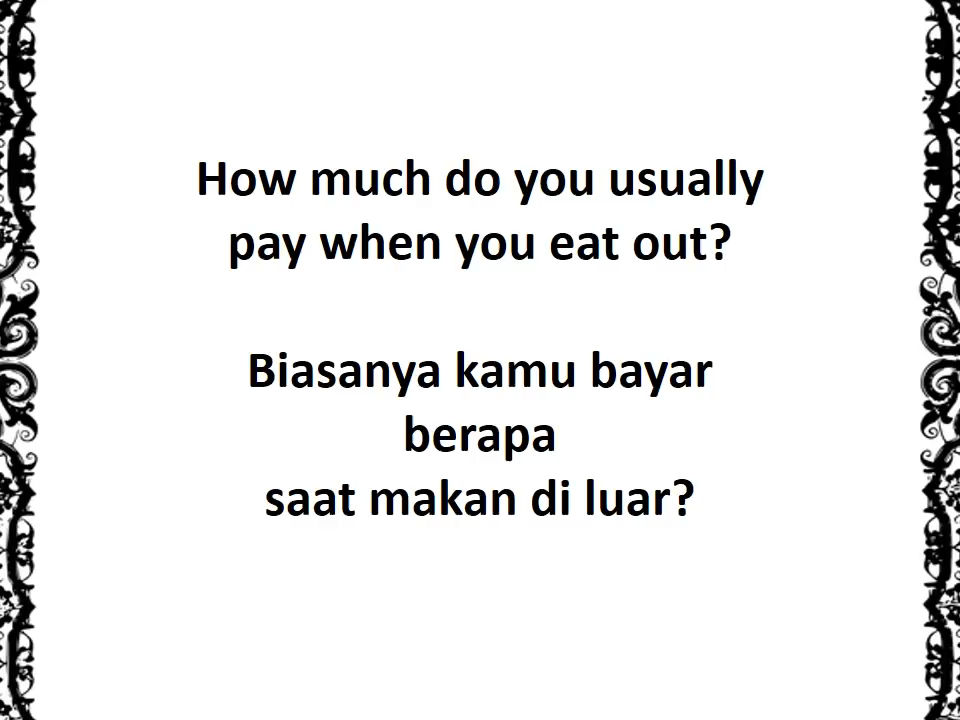 How much do you usually
pay when you eat out?
Biasanya kamu bayar
berapa
saat makan di luar?